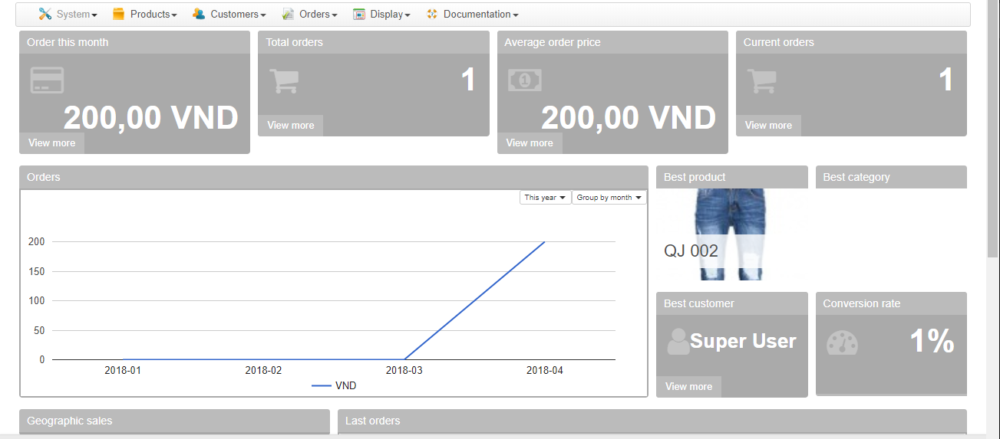 System Products Customers Orders Display Documentation
Order this month
200,00 VND
View more
Total orders
1
View more
Average order price
1
200,00 VND
View more
Current orders
1
View more
Orders
This year Group by month
200
150
100
50
0
2018-01 2018-02 2018-03 2018-04
VND
Best product
QJ 002
Best category
Best customer
Super User
View more
Conversion rate
1%
Geographic sales
Last orders